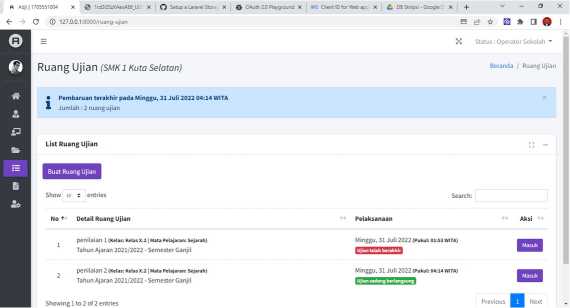 Aqji | 1705551004
Setup a Laravel Stor
OAuth 2.0 Playground
Client ID for Web app
DB Skripsi - Google
127.0.0.1:8000/ruang-ujian
Status : Operator Sekolah
Ruang Ujian (SMK 1 Kuta Selatan)
Beranda / Ruang Ujian
Pembaruan terakhir pada Minggu, 31 Juli 2022 04:14 WITA
Jumlah : 2 ruang ujian
List Ruang Ujian
Buat Ruang Ujian
Show 10 entries
Search:
No Detail Ruang Ujian Pelaksanaan Aksi
1 penilaian 1 (Kelas: Kelas X.2 | Mata Pelajaran: Sejarah) Minggu, 31 Juli 2022 (Pukul: 01:53 WITA)
Tahun Ajaran 2021/2022 - Semester Ganjil Ujian telah berakhir Masuk
2 penilaian 2 (Kelas: Kelas X.2 | Mata Pelajaran: Sejarah) Minggu, 31 Juli 2022 (Pukul: 04:14 WITA)
Tahun Ajaran 2021/2022 - Semester Ganjil Ujian sedang berlangsung Masuk
Showing 1 to 2 of 2 entries
Previous 1 Next